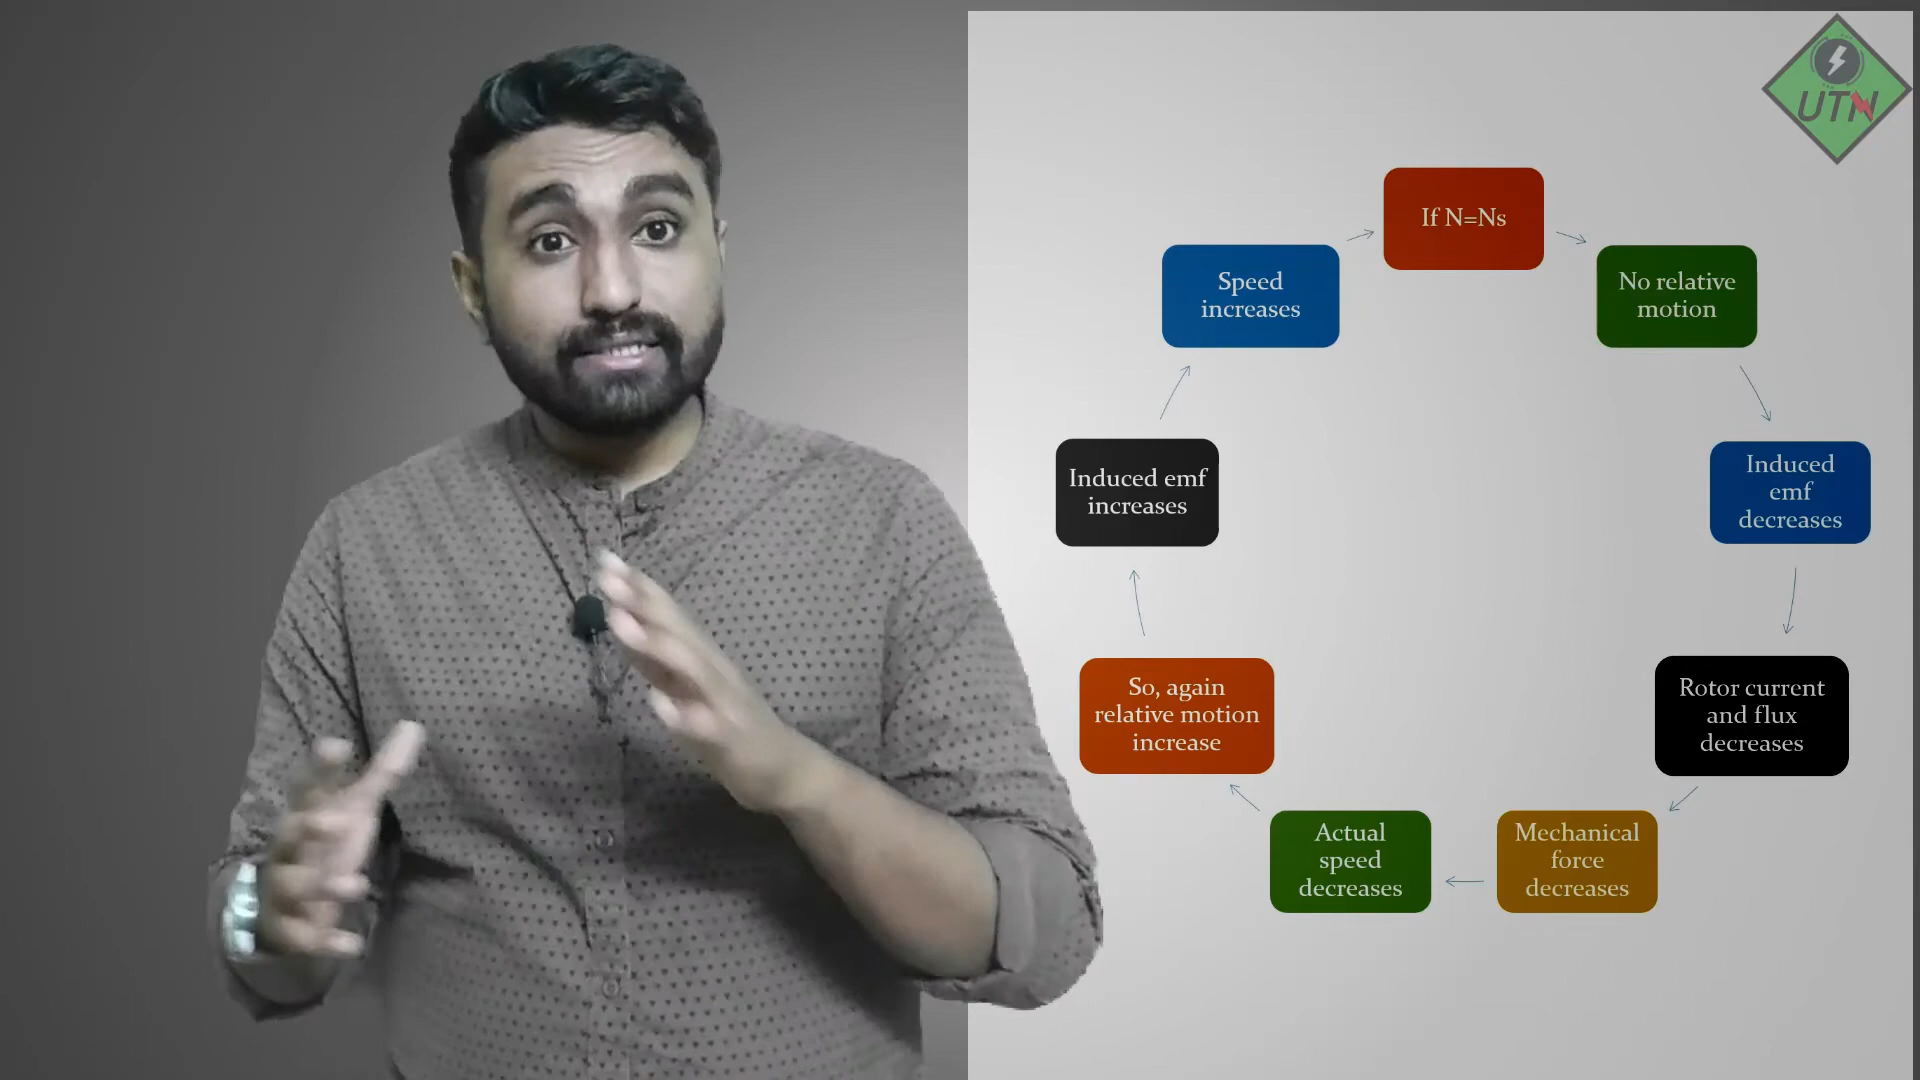 UTN
If N=Ns
No relative
motion
Induced
emf
decreases
Rotor current
and flux
decreases
Mechanical
force
decreases
Actual
speed
decreases
So, again
relative motion
increase
Induced emf
increases
Speed
increases